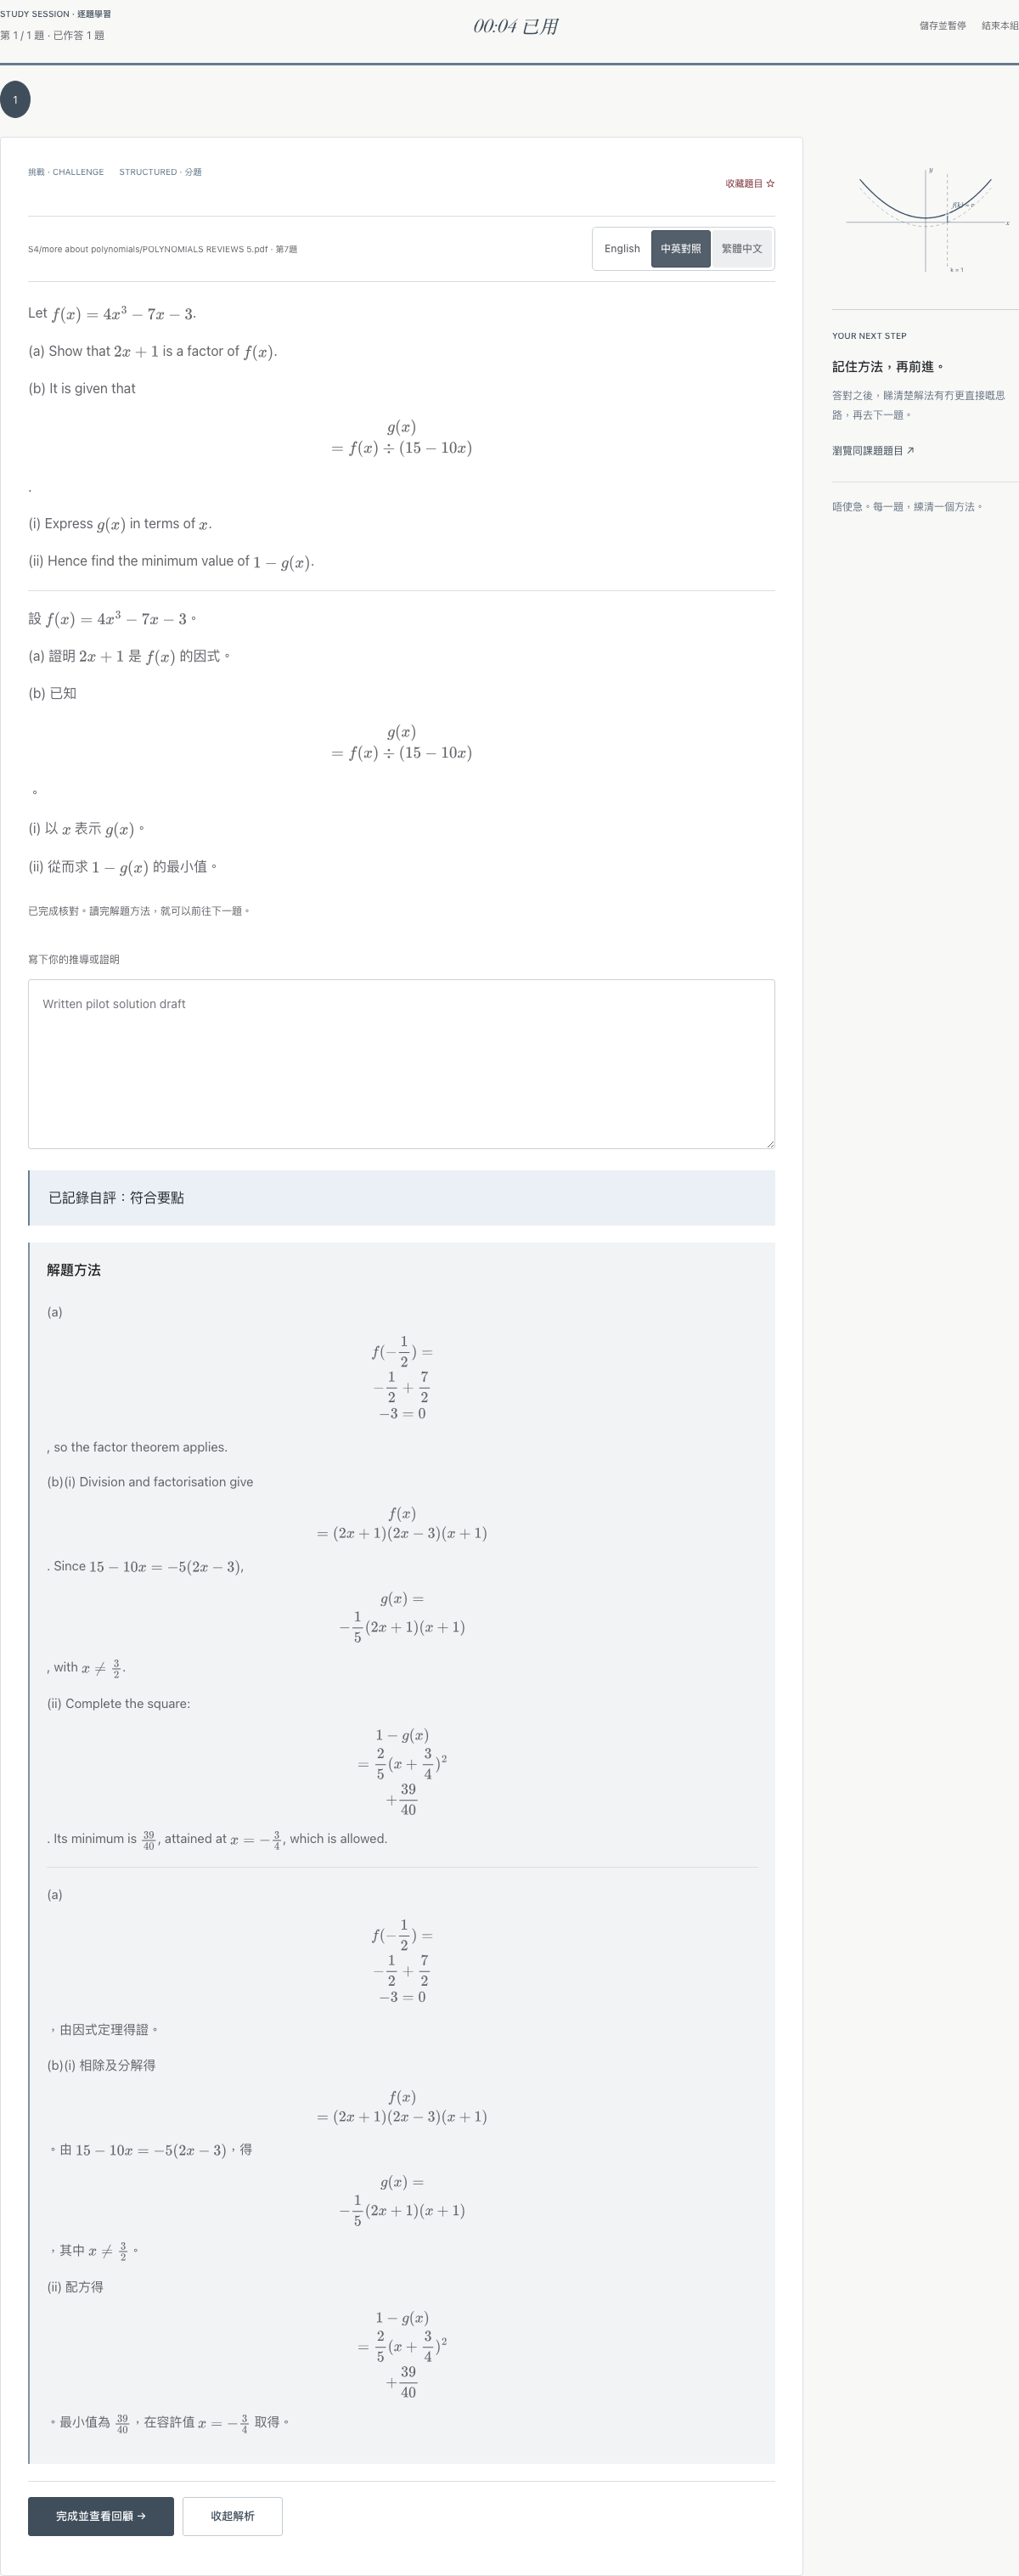 STUDY SESSION · 逐題學習
第 1 / 1 題 · 已作答 1 題
00:04 已用
儲存並暫停 結束本組
1
挑戰 · CHALLENGE STRUCTURED · 分題
收藏題目 ☆
S4/more about polynomials/POLYNOMIALS REVIEWS 5.pdf · 第7題
English 中英對照 繁體中文
Let f(x) = 4x³ − 7x − 3.
(a) Show that 2x + 1 is a factor of f(x).
(b) It is given that
g(x)
= f(x) ÷ (15 − 10x)
.
(i) Express g(x) in terms of x.
(ii) Hence find the minimum value of 1 − g(x).
設 f(x) = 4x³ − 7x − 3。
(a) 證明 2x + 1 是 f(x) 的因式。
(b) 已知
g(x)
= f(x) ÷ (15 − 10x)
。
(i) 以 x 表示 g(x)。
(ii) 從而求 1 − g(x) 的最小值。
已完成核對。讀完解題方法,就可以前往下一題。
寫下你的推導或證明
Written pilot solution draft
已記錄自評:符合要點
解題方法
(a)
f(−1/2) =
−1/2 + 7/2
−3 = 0
, so the factor theorem applies.
(b)(i) Division and factorisation give
f(x)
= (2x + 1)(2x − 3)(x + 1)
. Since 15 − 10x = −5(2x − 3),
g(x) =
−1/5(2x + 1)(x + 1)
, with x ≠ 3/2.
(ii) Complete the square:
1 − g(x)
= 2/5(x + 3/4)²
+39/40
. Its minimum is 39/40, attained at x = −3/4, which is allowed.
(a)
f(−1/2) =
−1/2 + 7/2
−3 = 0
,由因式定理得證。
(b)(i) 相除及分解得
f(x)
= (2x + 1)(2x − 3)(x + 1)
。由 15 − 10x = −5(2x − 3),得
g(x) =
−1/5(2x + 1)(x + 1)
,其中 x ≠ 3/2。
(ii) 配方得
1 − g(x)
= 2/5(x + 3/4)²
+39/40
。最小值為 39/40,在容許值 x = −3/4 取得。
完成並查看回顧 → 收起解析
y
f(k) = r
x
k = 1
YOUR NEXT STEP
記住方法,再前進。
答對之後,睇清楚解法有冇更直接嘅思
路,再去下一題。
瀏覽同課題題目 ↗
唔使急。每一題,練清一個方法。